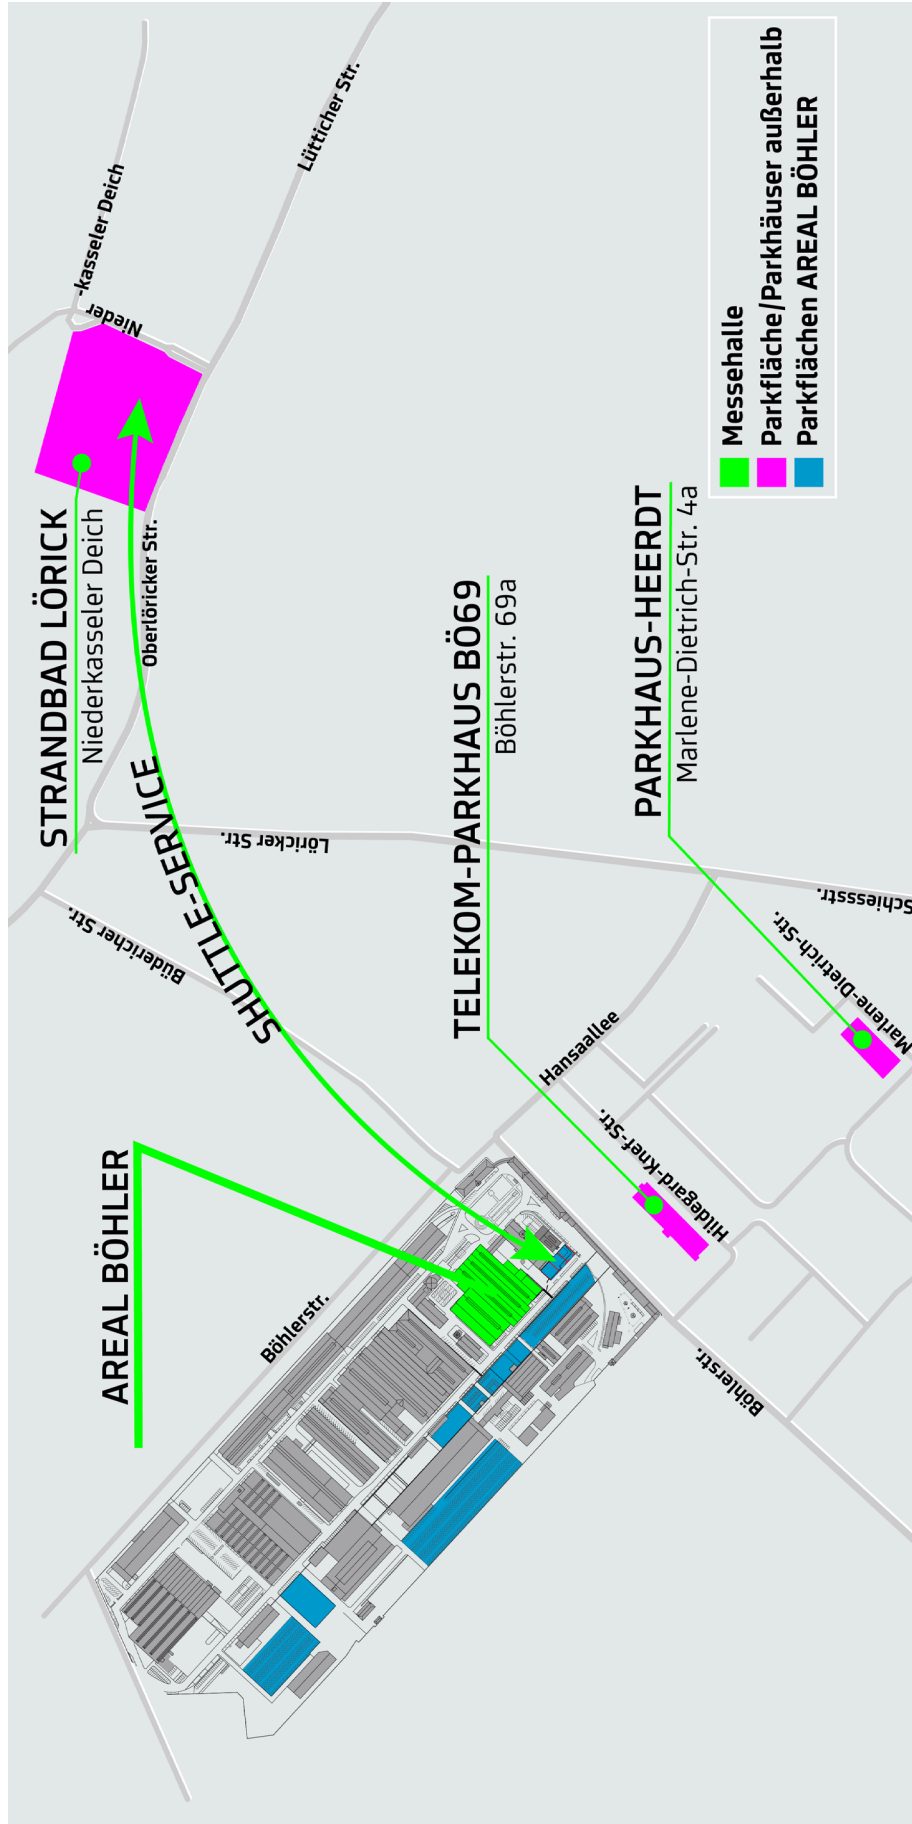 STRANDBAD LÖRICK
Niederkasseler Deich
-kasseler Deich
Nieder
Lütticher Str.
Oberlöricker Str.
SHUTTLE-SERVICE
Löricker Str.
Büdericher Str.
AREAL BÖHLER
Böhlerstr.
TELEKOM-PARKHAUS BÖ69
Böhlerstr. 69a
PARKHAUS-HEERDT
Marlene-Dietrich-Str. 4a
Hansaallee
Schiessstr.
Marlene-Dietrich-Str.
Hildegard-Knef-Str.
Böhlerstr.
Messehalle
Parkfläche/Parkhäuser außerhalb
Parkflächen AREAL BÖHLER